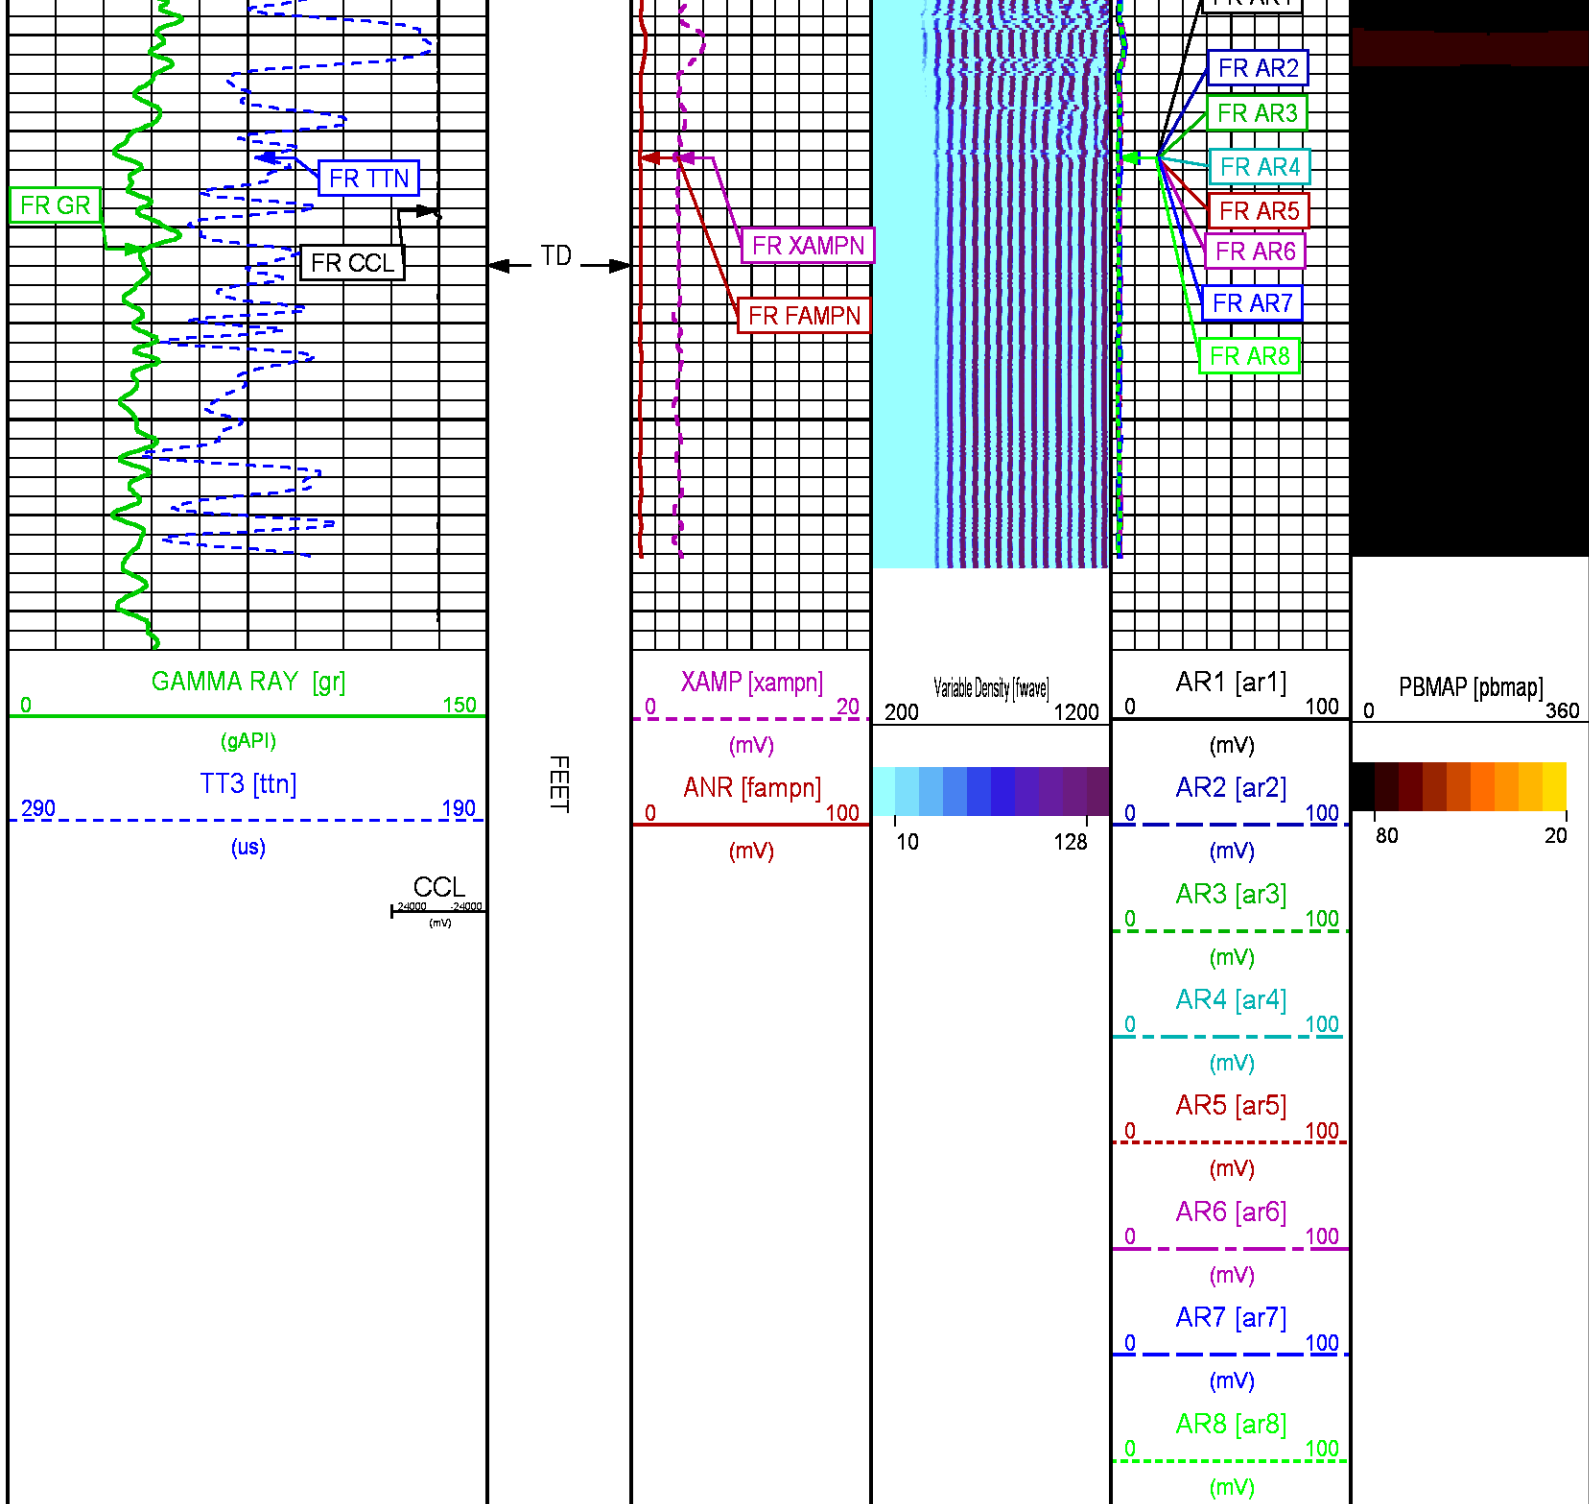 FR AR1
FR AR2
FR AR3
FR AR4
FR AR5
FR AR6
FR AR7
FR AR8
FR TTN
FR GR
FR CCL
TD
FR XAMPN
FR FAMPN
GAMMA RAY [gr]
0 150
(gAPI)
TT3 [ttn]
290 190
(us)
CCL
24000 -24000
(mV)
FEET
XAMP [xampn]
0 20
(mV)
ANR [fampn]
0 100
(mV)
Variable Density [fwave]
200 1200
10 128
AR1 [ar1]
0 100
(mV)
AR2 [ar2]
0 100
(mV)
AR3 [ar3]
0 100
(mV)
AR4 [ar4]
0 100
(mV)
AR5 [ar5]
0 100
(mV)
AR6 [ar6]
0 100
(mV)
AR7 [ar7]
0 100
(mV)
AR8 [ar8]
0 100
(mV)
PBMAP [pbmap]
0 360
80 20